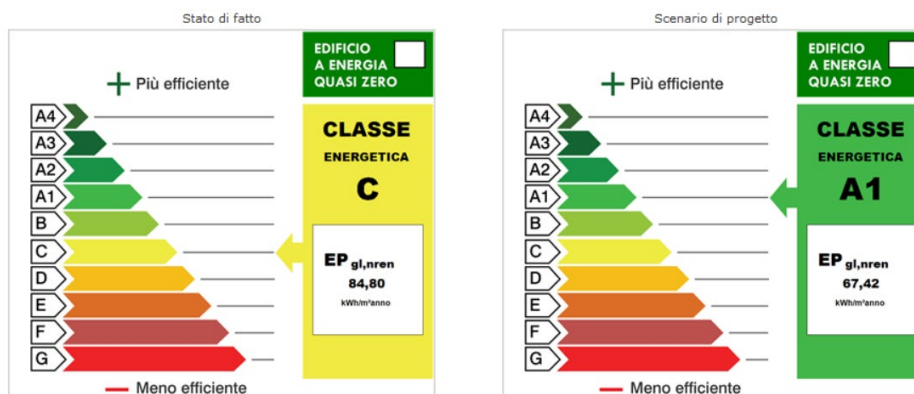 Stato di fatto
EDIFICIO
A ENERGIA
QUASI ZERO
Più efficiente
A4
A3
A2
A1
B
C
D
E
F
G
CLASSE
ENERGETICA
C
EP gl,nren
84,80
kWh/m²anno
Meno efficiente
Scenario di progetto
EDIFICIO
A ENERGIA
QUASI ZERO
Più efficiente
A4
A3
A2
A1
B
C
D
E
F
G
CLASSE
ENERGETICA
A1
EP gl,nren
67,42
kWh/m²anno
Meno efficiente